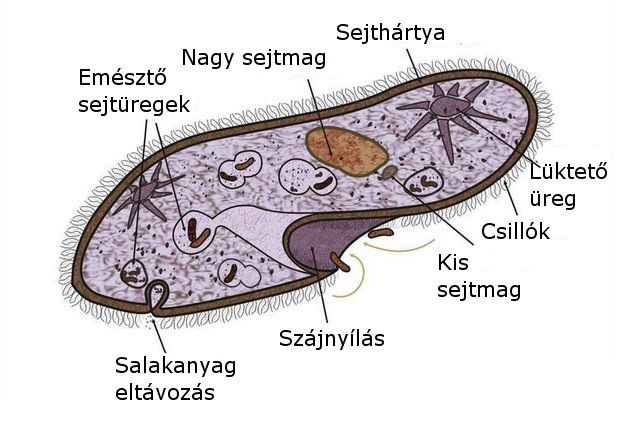 Sejthártya
Nagy sejtmag
Emésztő
sejtüregek
Lüktető
üreg
Csillók
Kis
sejtmag
Szájnyílás
Salakanyag
eltávozás